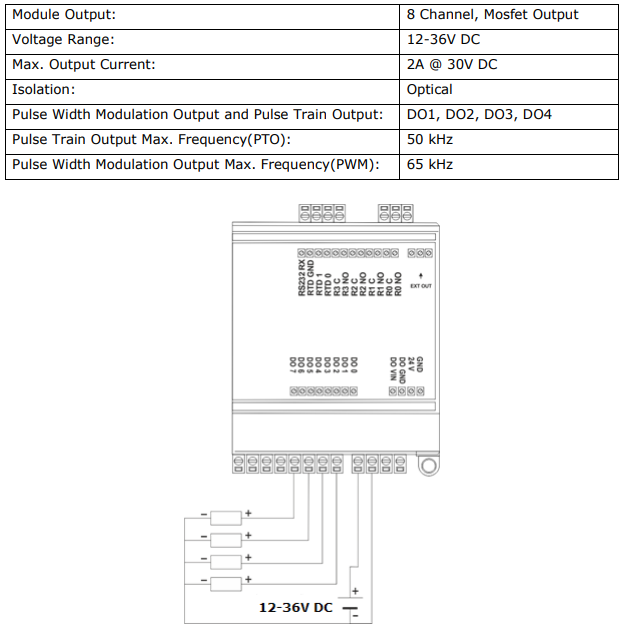 Module Output: 8 Channel, Mosfet Output
Voltage Range: 12-36V DC
Max. Output Current: 2A @ 30V DC
Isolation: Optical
Pulse Width Modulation Output and Pulse Train Output: DO1, DO2, DO3, DO4
Pulse Train Output Max. Frequency(PTO): 50 kHz
Pulse Width Modulation Output Max. Frequency(PWM): 65 kHz
RS232 RX
RTD GND
RTD 1
RTD 0
R3 C
R3 NO
R2 C
R2 NO
R1 C
R1 NO
R0 C
R0 NO
EXT OUT
DO 7
DO 6
DO 5
DO 4
DO 3
DO 2
DO 1
DO 0
DO VIN
DO GND
24 V
GND
- +
- +
- +
- +
+
12-36V DC
-